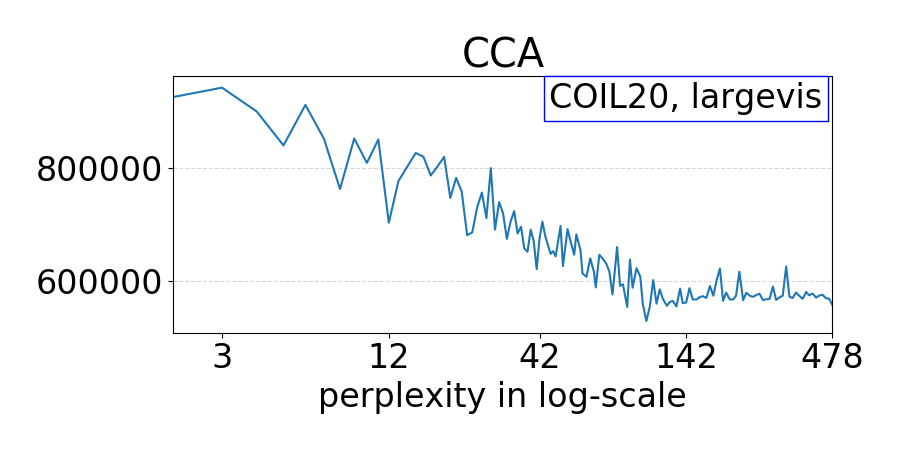 CCA
COIL20, largevis
800000
600000
3 12 42 142 478
perplexity in log-scale